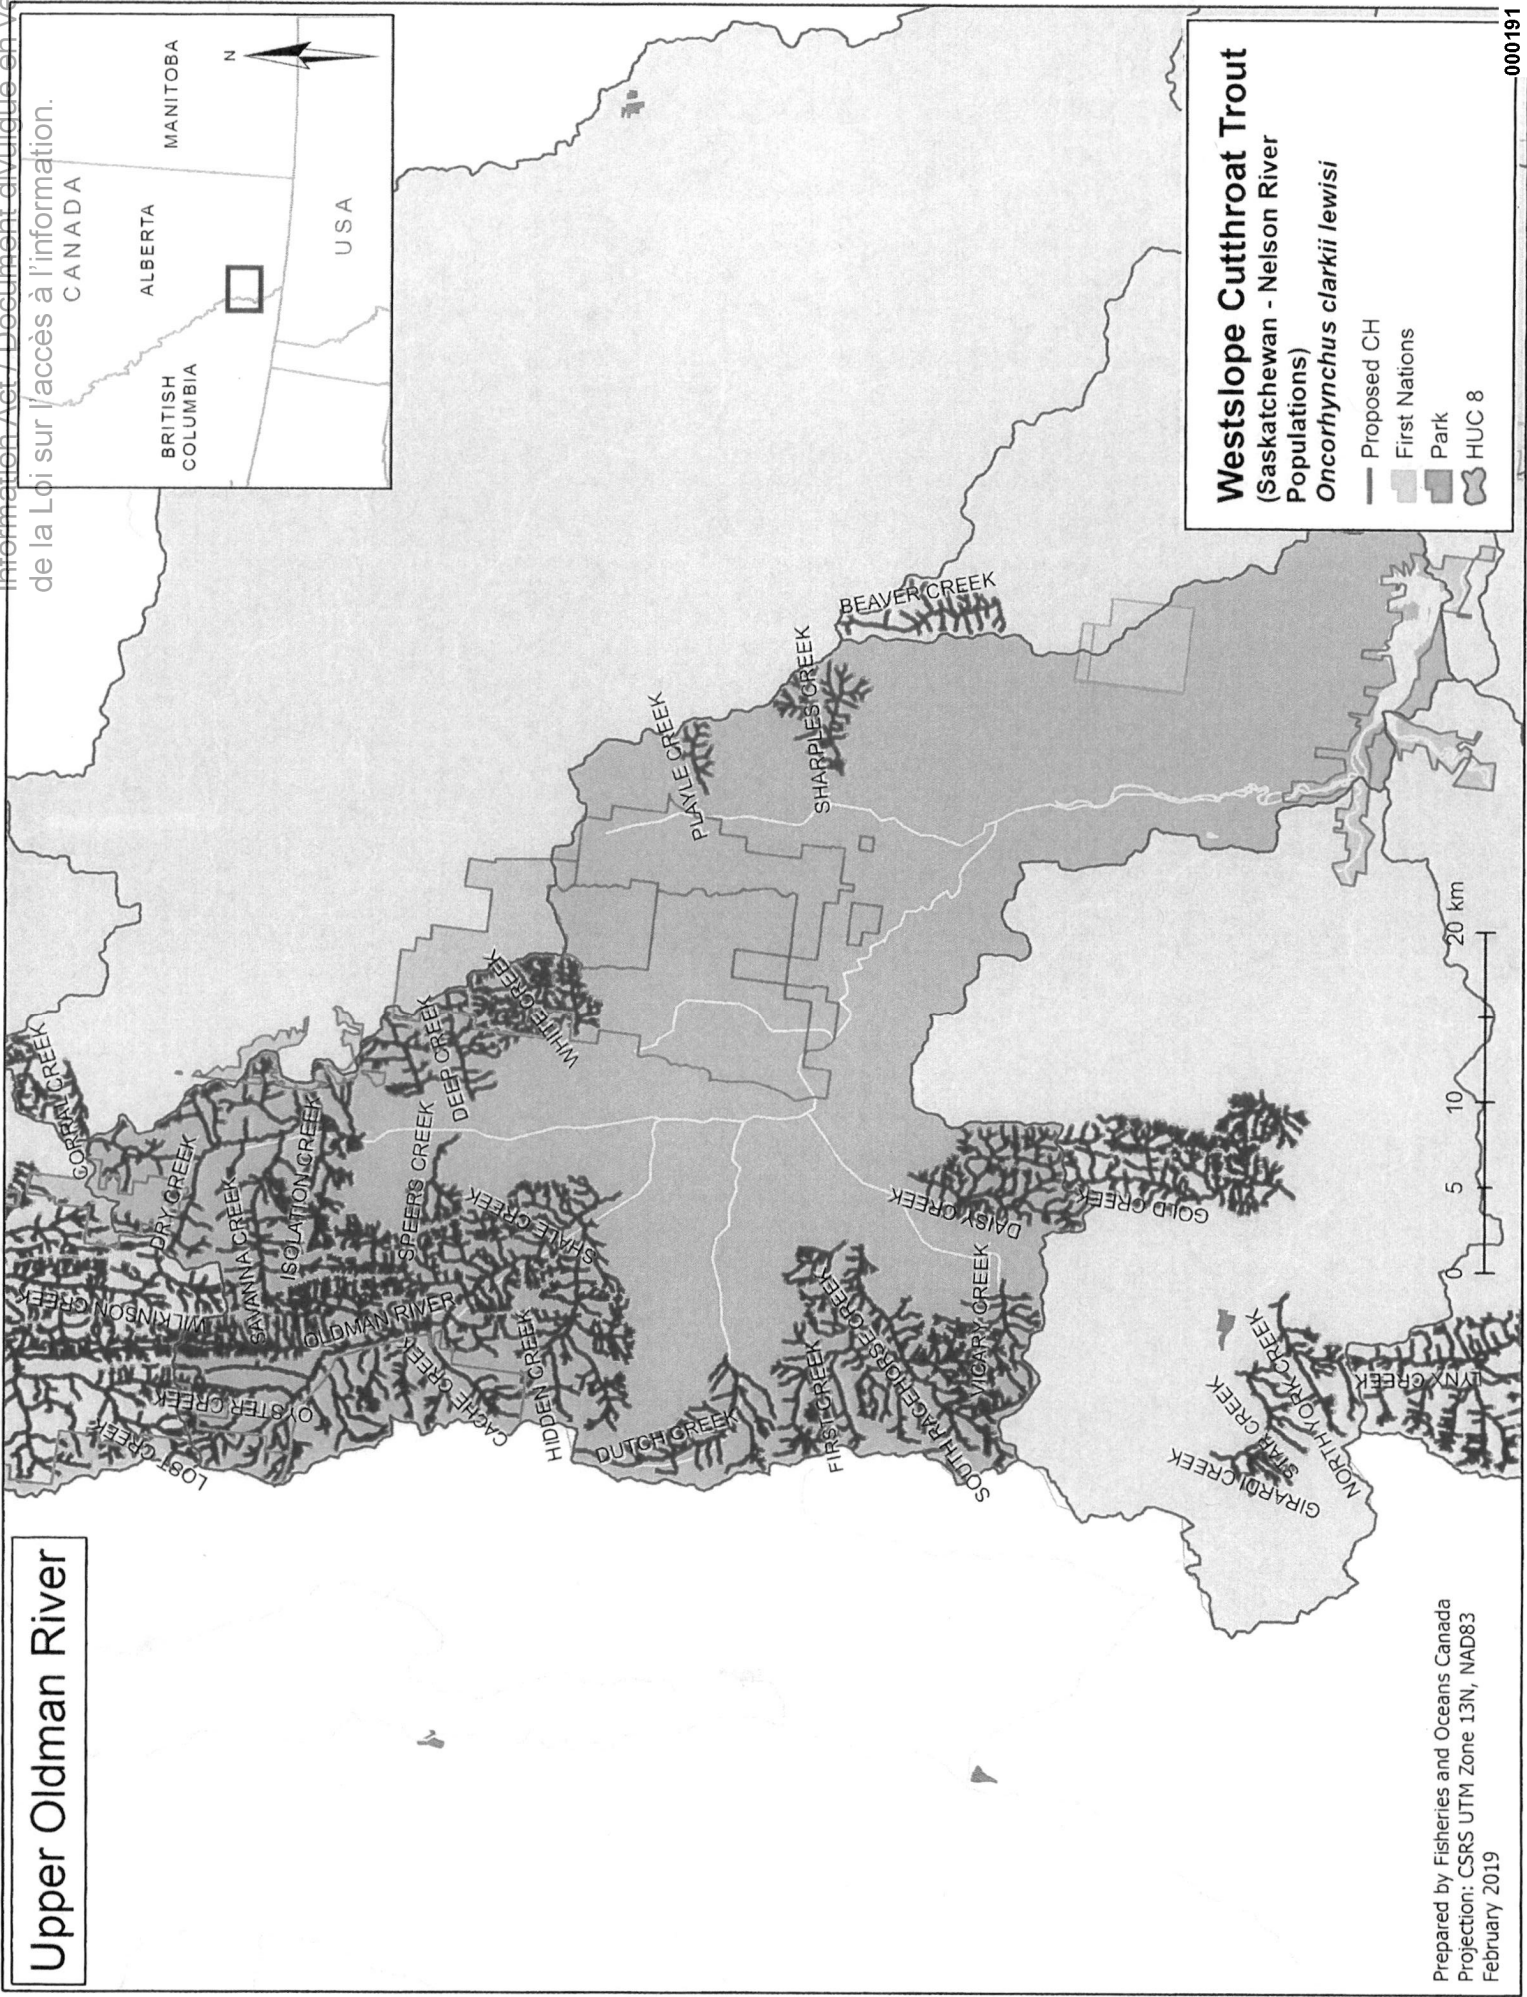 Information Act / Document divulgué en
de la Loi sur l'accès à l'information.
Upper Oldman River
CANADA
ALBERTA
MANITOBA
BRITISH
COLUMBIA
USA
N
CORRAL CREEK
DRY CREEK
WILKINSON CREEK
SAVANNA CREEK
ISOLATION CREEK
LOST CREEK
OYSTER CREEK
OLDMAN RIVER
CACHE CREEK
SPEERS CREEK
DEEP CREEK
WHITE CREEK
SHALE CREEK
HIDDEN CREEK
DUTCH CREEK
PLAYLE CREEK
SHARPLES CREEK
BEAVER CREEK
FIRST CREEK
SOUTH RACEHORSE CREEK
VICARY CREEK
DAISY CREEK
GOLD CREEK
GIRARDI CREEK
STAR CREEK
NORTH YORK CREEK
LYNX CREEK
0 5 10 20 km
Westslope Cutthroat Trout
(Saskatchewan - Nelson River
Populations)
Oncorhynchus clarkii lewisi
Proposed CH
First Nations
Park
HUC 8
Prepared by Fisheries and Oceans Canada
Projection: CSRS UTM Zone 13N, NAD83
February 2019
000191